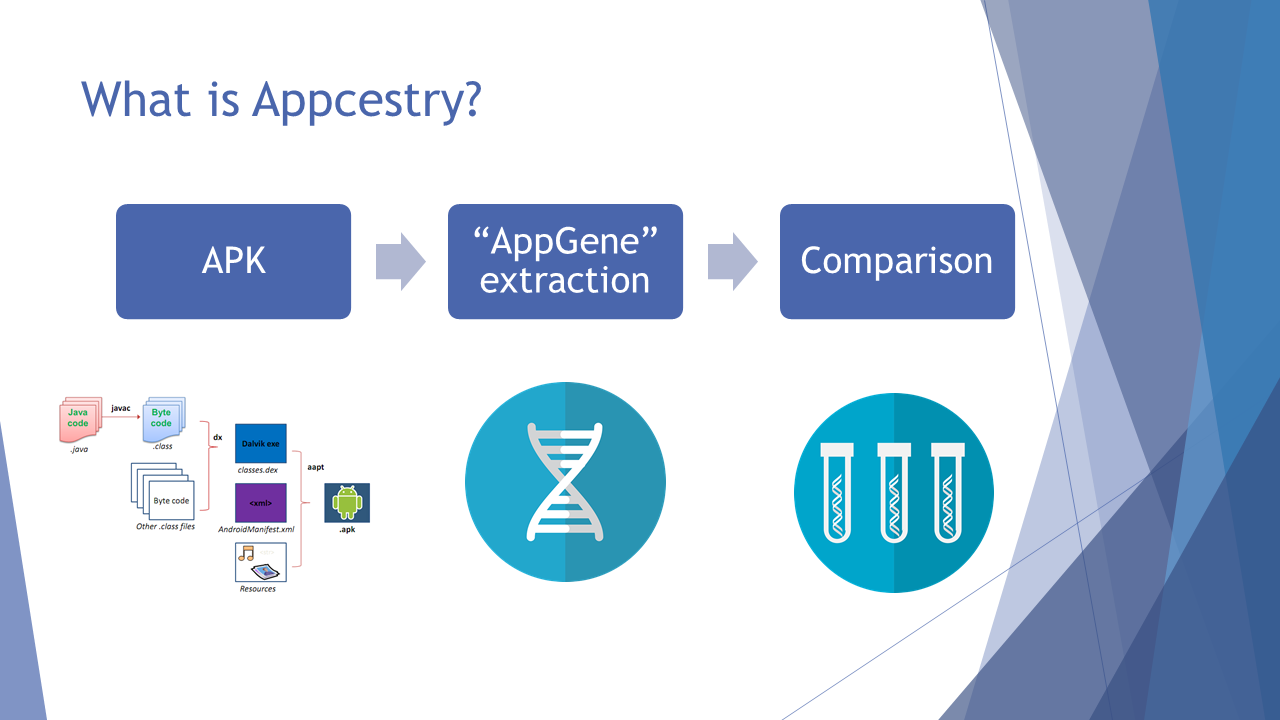 What is Appcestry?
APK
“AppGene”
extraction
Comparison
Java
code
.java
javac
Byte
code
.class
Byte code
Other .class files
dx
Dalvik exe
classes.dex
<xml>
AndroidManifest.xml
Resources
aapt
.apk